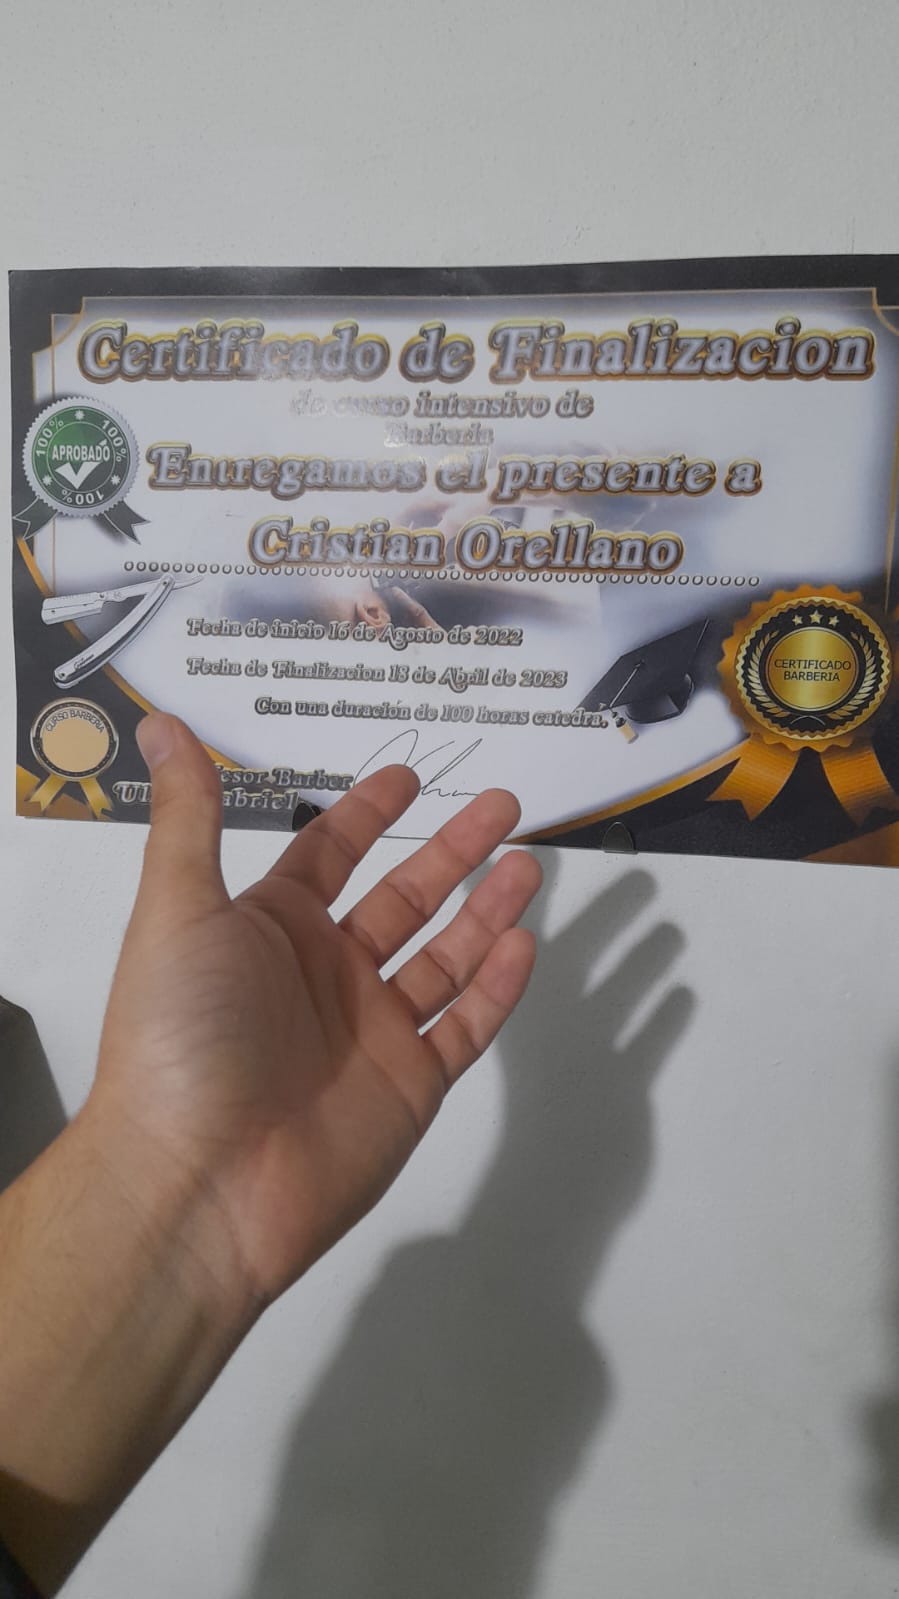 Certificado de Finalizacion
de curso intensivo de
Barberia
Entregamos el presente a
Cristian Orellano
100% 100% 100%
APROBADO
Fecha de inicio 16 de Agosto de 2022
Fecha de Finalizacion 18 de Abril de 2023
Con una duración de 100 horas catedra.
CERTIFICADO
BARBERIA
CURSO BARBERIA
Barber